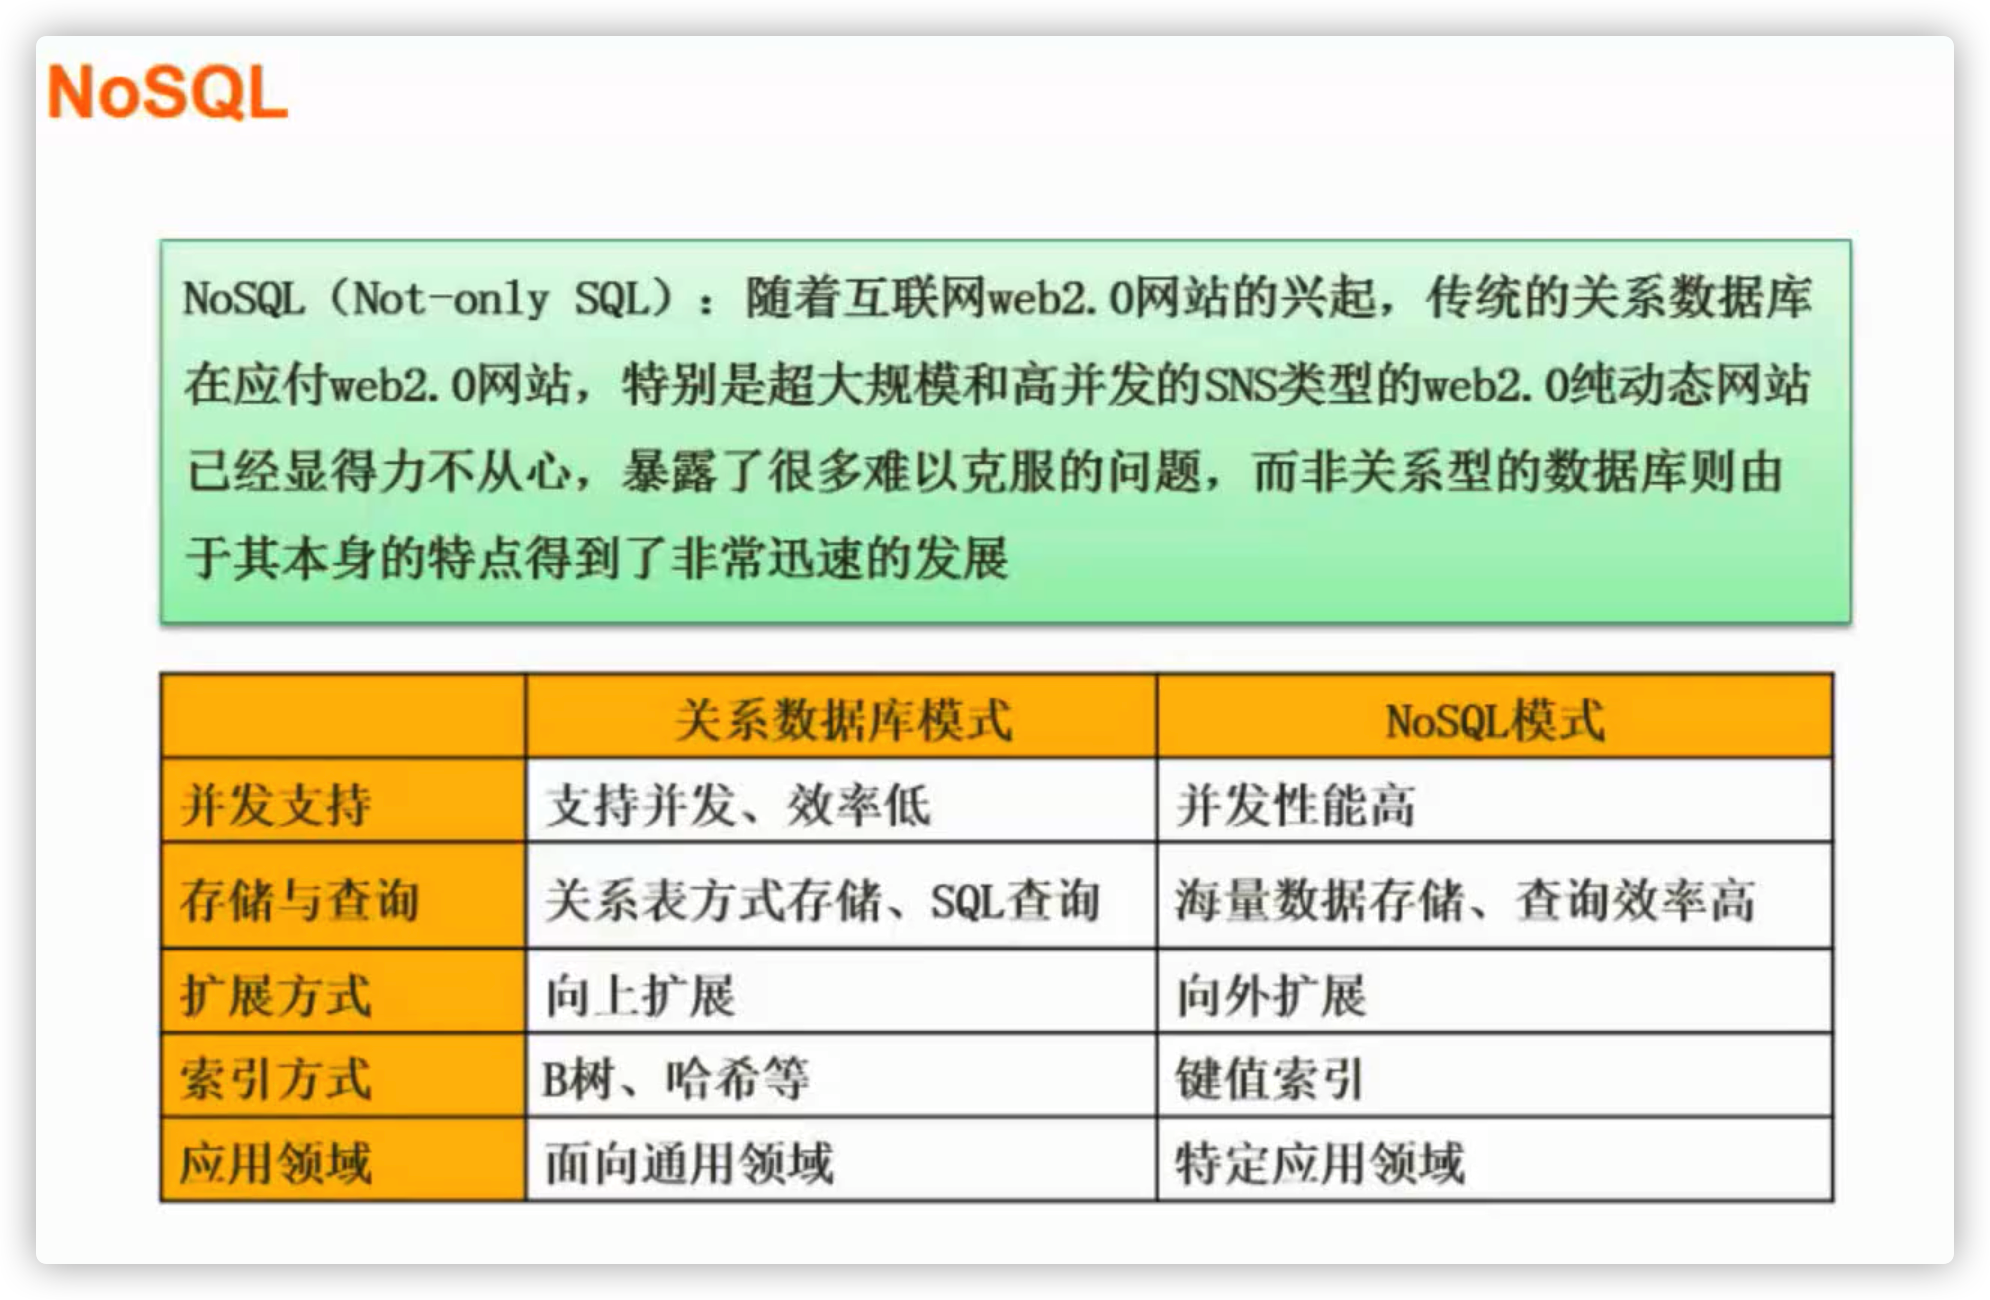 NoSQL
NoSQL（Not-only SQL）：随着互联网web2.0网站的兴起，传统的关系数据库
在应付web2.0网站，特别是超大规模和高并发的SNS类型的web2.0纯动态网站
已经显得力不从心，暴露了很多难以克服的问题，而非关系型的数据库则由
于其本身的特点得到了非常迅速的发展
关系数据库模式 NoSQL模式
并发支持 支持并发、效率低 并发性能高
存储与查询 关系表方式存储、SQL查询 海量数据存储、查询效率高
扩展方式 向上扩展 向外扩展
索引方式 B树、哈希等 键值索引
应用领域 面向通用领域 特定应用领域